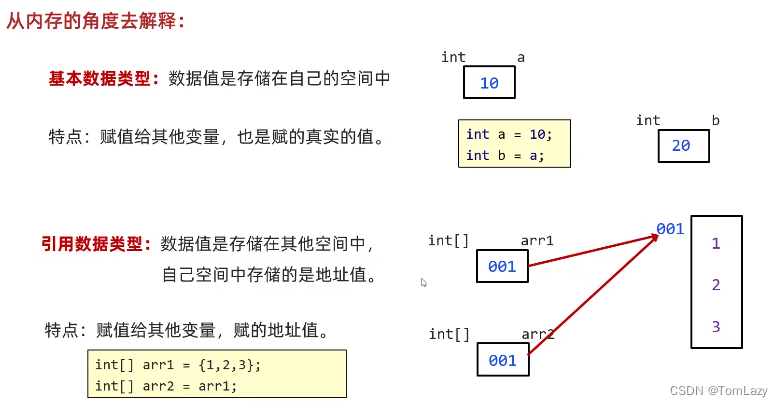 从内存的角度去解释：
基本数据类型：数据值是存储在自己的空间中
特点：赋值给其他变量，也是赋的真实的值。
int a
10
int a = 10;
int b = a;
int b
20
引用数据类型：数据值是存储在其他空间中，
自己空间中存储的是地址值。
特点：赋值给其他变量，赋的地址值。
int[] arr1 = {1,2,3};
int[] arr2 = arr1;
int[] arr1
001
int[] arr2
001
001
1
2
3
CSDN @TomLazy